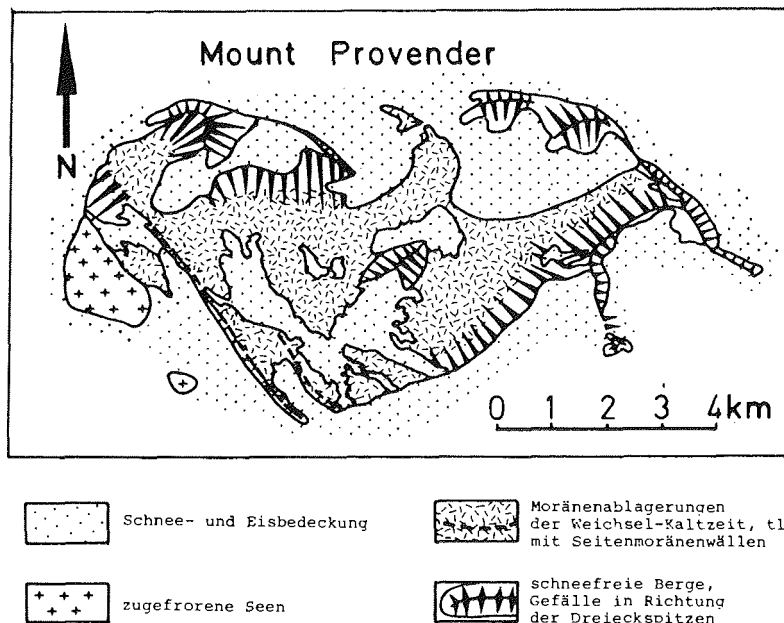 Mount Provender
N
0 1 2 3 4km
Schnee- und Eisbedeckung
zugefrorene Seen
Moränenablagerungen
der Weichsel-Kaltzeit, tl
mit Seitenmoränenwällen
schneefreie Berge,
Gefälle in Richtung
der Dreieckspitzen